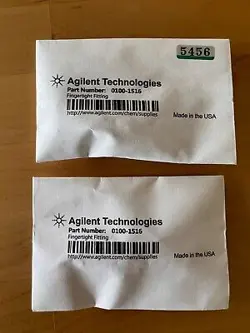 5456
Agilent Technologies
Part Number: 0100-1516
Fingertight Fitting
http://www.agilent.com/chem/supplies
Made in the USA
Agilent Technologies
Part Number: 0100-1516
Fingertight Fitting
http://www.agilent.com/chem/supplies
Made in the USA